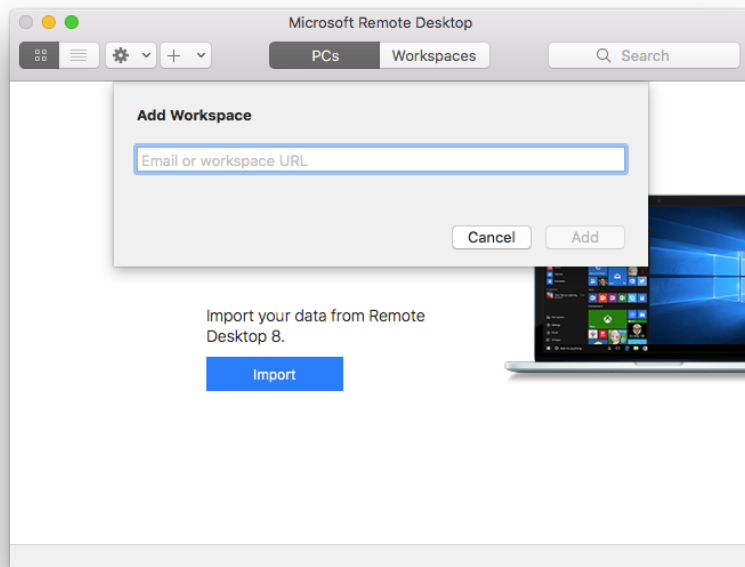 Microsoft Remote Desktop
PCs Workspaces Search
Add Workspace
Email or workspace URL
Cancel Add
Import your data from Remote
Desktop 8.
Import